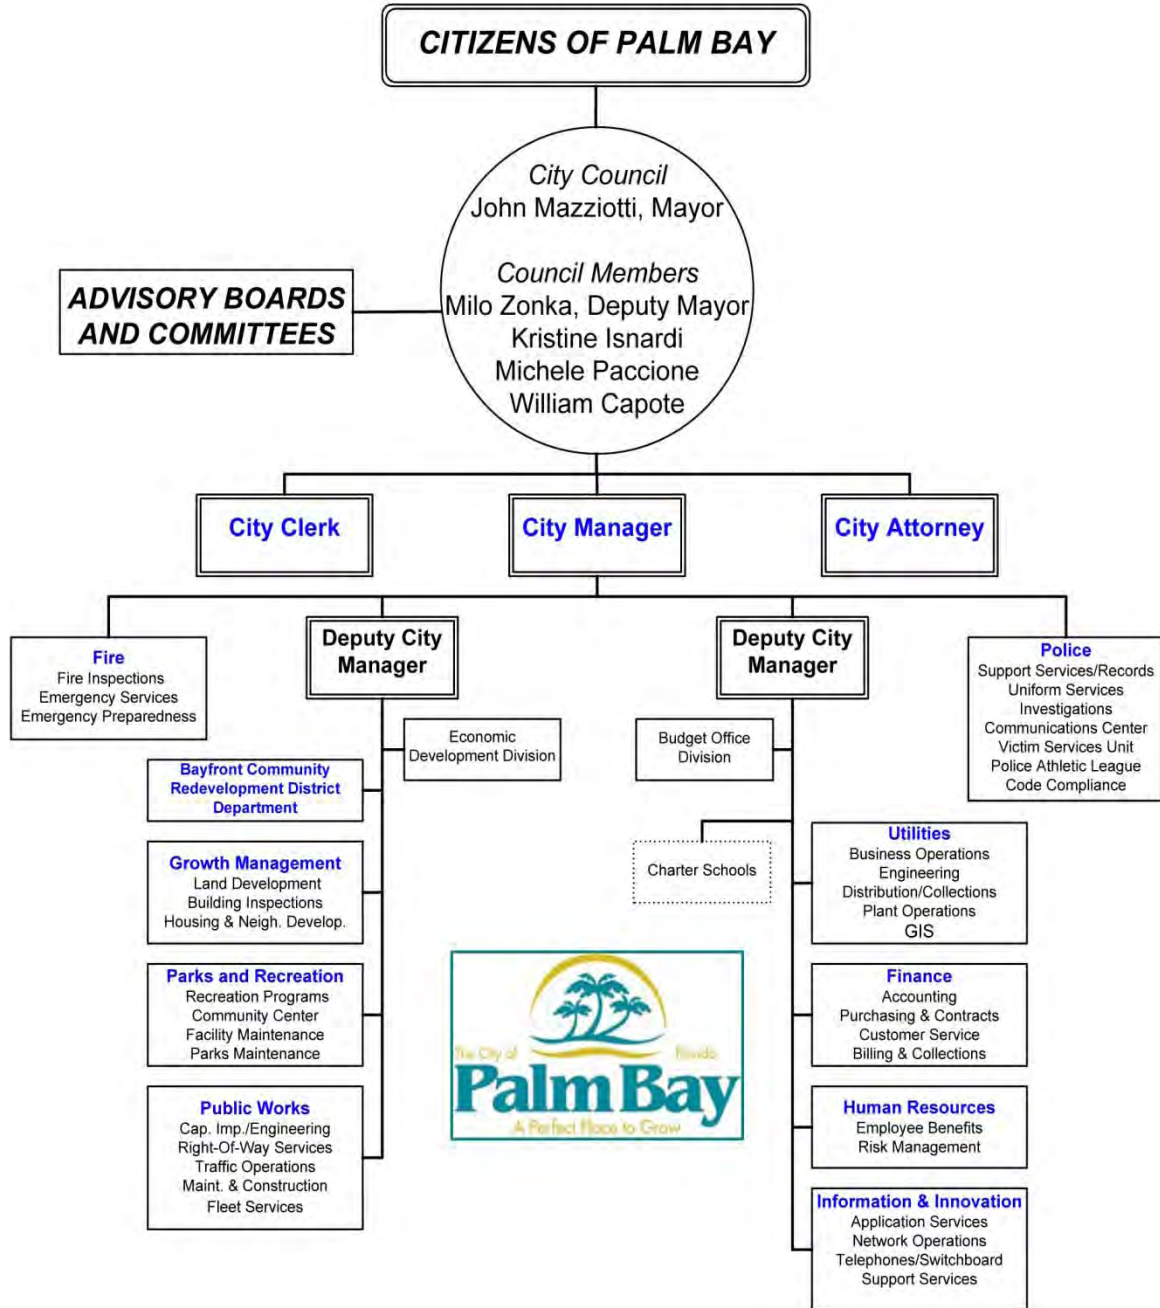 CITIZENS OF PALM BAY
City Council
John Mazziotti, Mayor
Council Members
Milo Zonka, Deputy Mayor
Kristine Isnardi
Michele Paccione
William Capote
ADVISORY BOARDS
AND COMMITTEES
City Clerk
City Manager
City Attorney
Fire
Fire Inspections
Emergency Services
Emergency Preparedness
Deputy City
Manager
Economic
Development Division
Bayfront Community
Redevelopment District
Department
Growth Management
Land Development
Building Inspections
Housing & Neigh. Develop.
Parks and Recreation
Recreation Programs
Community Center
Facility Maintenance
Parks Maintenance
Public Works
Cap. Imp./Engineering
Right-Of-Way Services
Traffic Operations
Maint. & Construction
Fleet Services
Deputy City
Manager
Budget Office
Division
Charter Schools
Utilities
Business Operations
Engineering
Distribution/Collections
Plant Operations
GIS
Finance
Accounting
Purchasing & Contracts
Customer Service
Billing & Collections
Human Resources
Employee Benefits
Risk Management
Information & Innovation
Application Services
Network Operations
Telephones/Switchboard
Support Services
Police
Support Services/Records
Uniform Services
Investigations
Communications Center
Victim Services Unit
Police Athletic League
Code Compliance
The City of Florida
Palm Bay
A Perfect Place to Grow